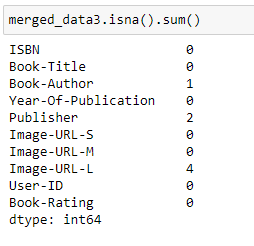 merged_data3.isna().sum()
ISBN 0
Book-Title 0
Book-Author 1
Year-Of-Publication 0
Publisher 2
Image-URL-S 0
Image-URL-M 0
Image-URL-L 4
User-ID 0
Book-Rating 0
dtype: int64